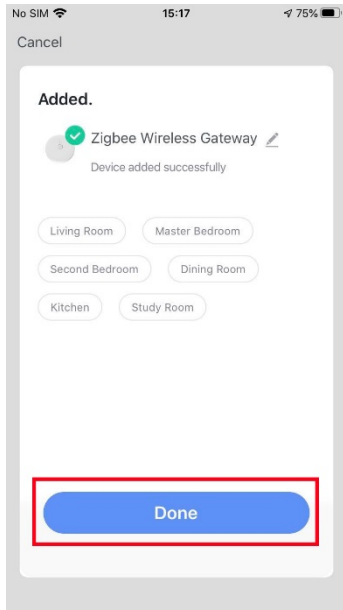 No SIM 15:17 75%
Cancel
Added.
Zigbee Wireless Gateway
Device added successfully
Living Room Master Bedroom
Second Bedroom Dining Room
Kitchen Study Room
Done